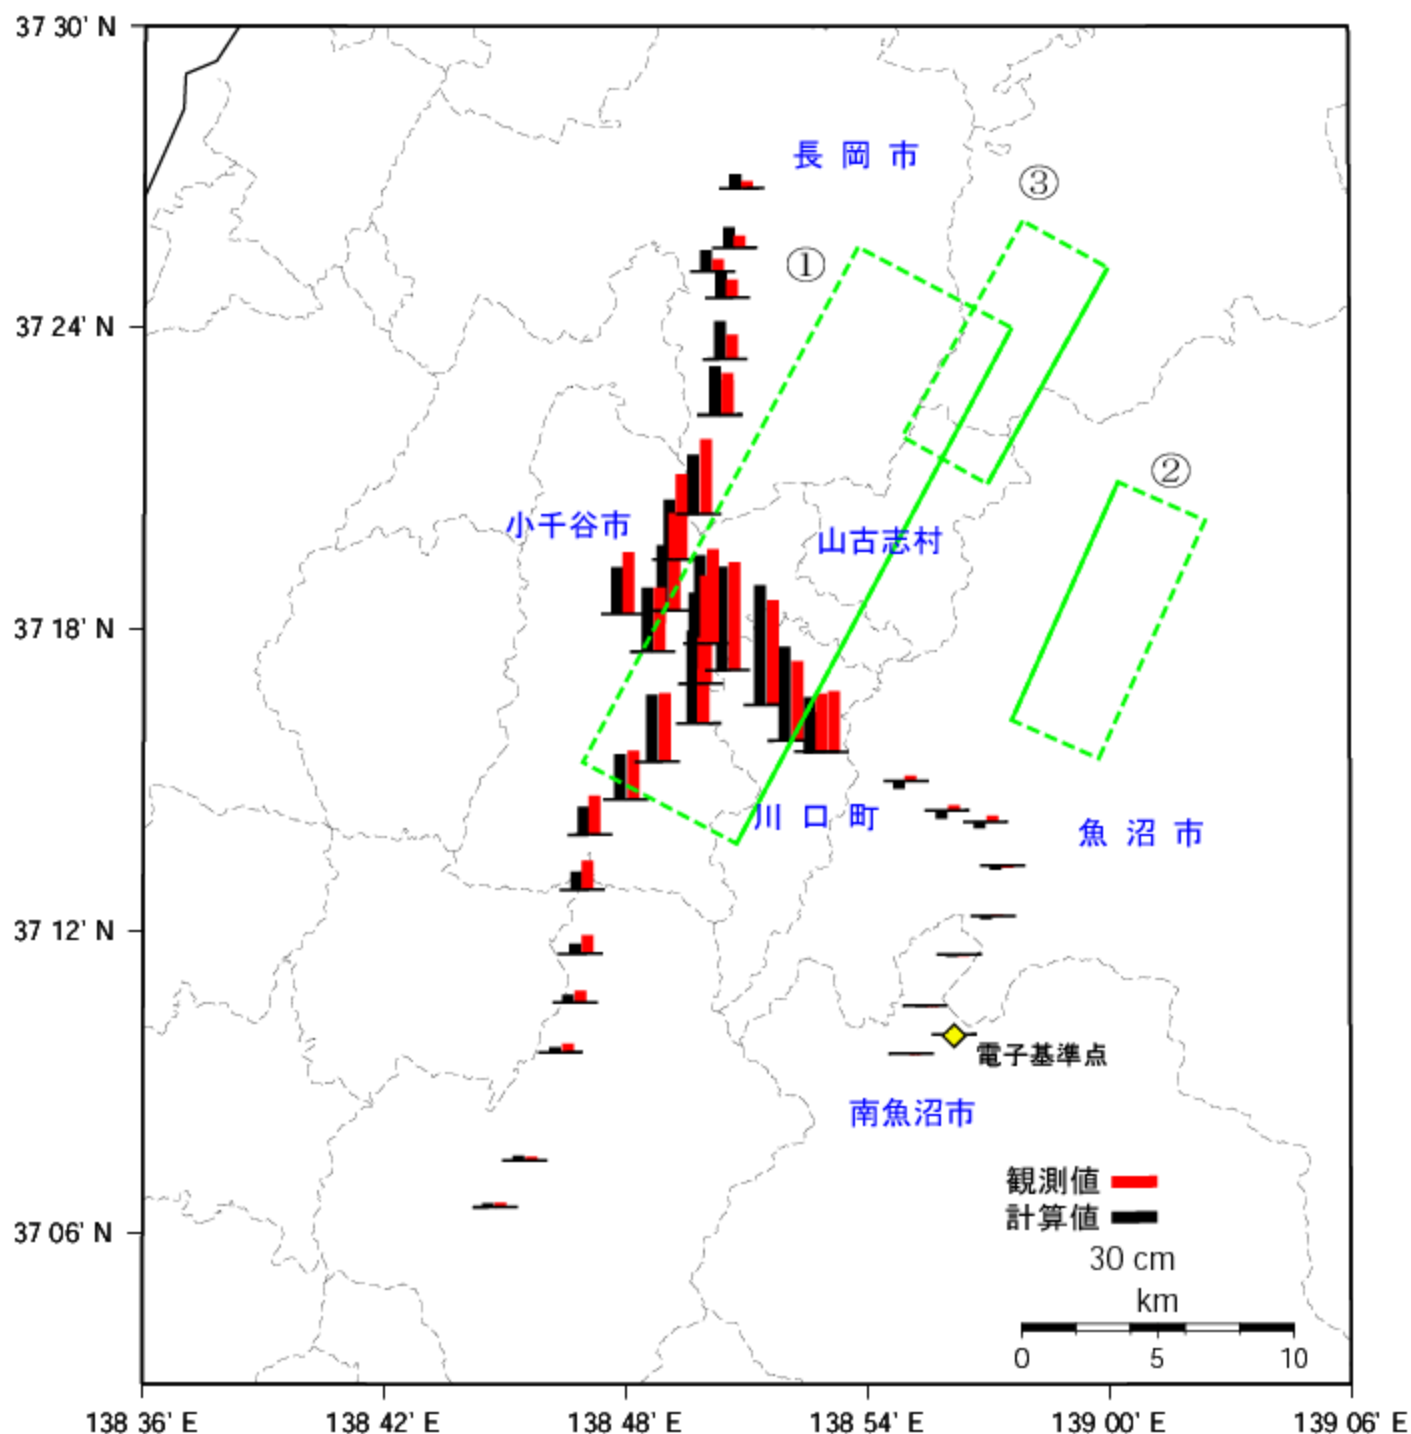 37 30' N
長岡市
③
①
37 24' N
②
小千谷市
山古志村
37 18' N
川口町
魚沼市
37 12' N
電子基準点
南魚沼市
観測値
計算値
37 06' N
30 cm
km
0 5 10
138 36' E 138 42' E 138 48' E 138 54' E 139 00' E 139 06' E